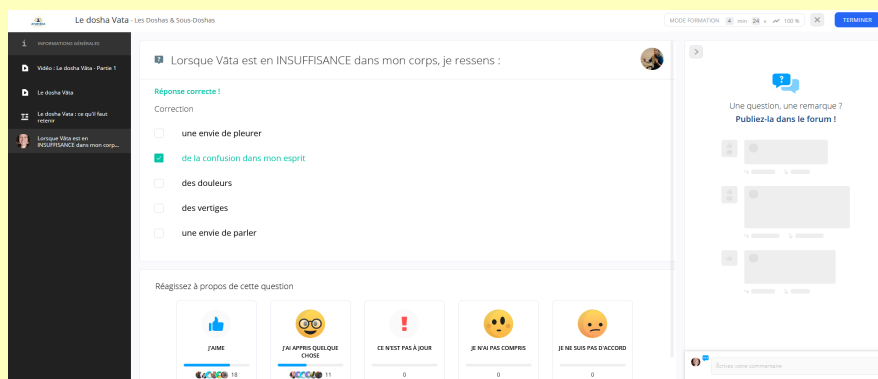 Le dosha Vata - Les Doshas & Sous-Doshas
MODE FORMATION 4 min 24 s 100 %
TERMINER
INFORMATIONS GÉNÉRALES
Vidéo : Le dosha Vâta - Partie 1
Le dosha Vâta
Le dosha Vâta : ce qu'il faut
retenir
Lorsque Vâta est en
INSUFFISANCE dans mon corp...
Lorsque Vâta est en INSUFFISANCE dans mon corps, je ressens :
Réponse correcte !
Correction
une envie de pleurer
de la confusion dans mon esprit
des douleurs
des vertiges
une envie de parler
Réagissez à propos de cette question
J'AIME
18
J'AI APPRIS QUELQUE
CHOSE
11
CE N'EST PAS À JOUR
0
JE N'AI PAS COMPRIS
0
JE NE SUIS PAS D'ACCORD
0
Une question, une remarque ?
Publiez-la dans le forum !
Écrivez votre commentaire